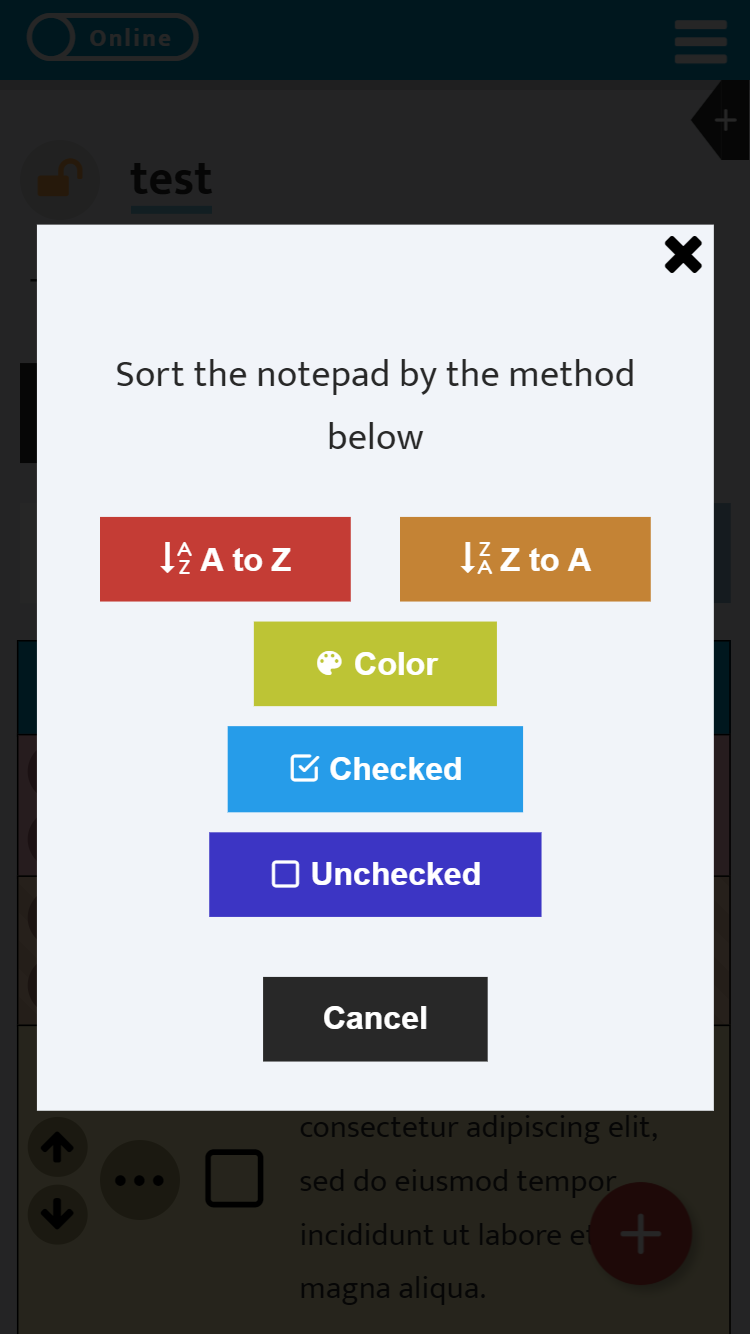 Online
test
Sort the notepad by the method
below
A to Z
Z to A
Color
Checked
Unchecked
Cancel
consectetur adipiscing elit,
sed do eiusmod tempor
incididunt ut labore et
magna aliqua.